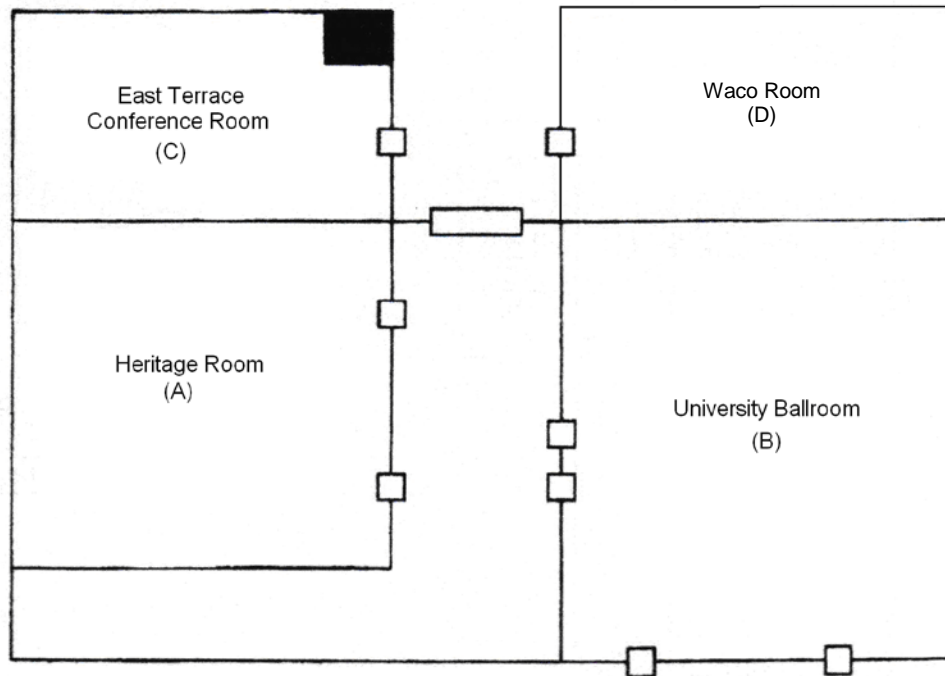 East Terrace
Conference Room
(C)
Waco Room
(D)
Heritage Room
(A)
University Ballroom
(B)